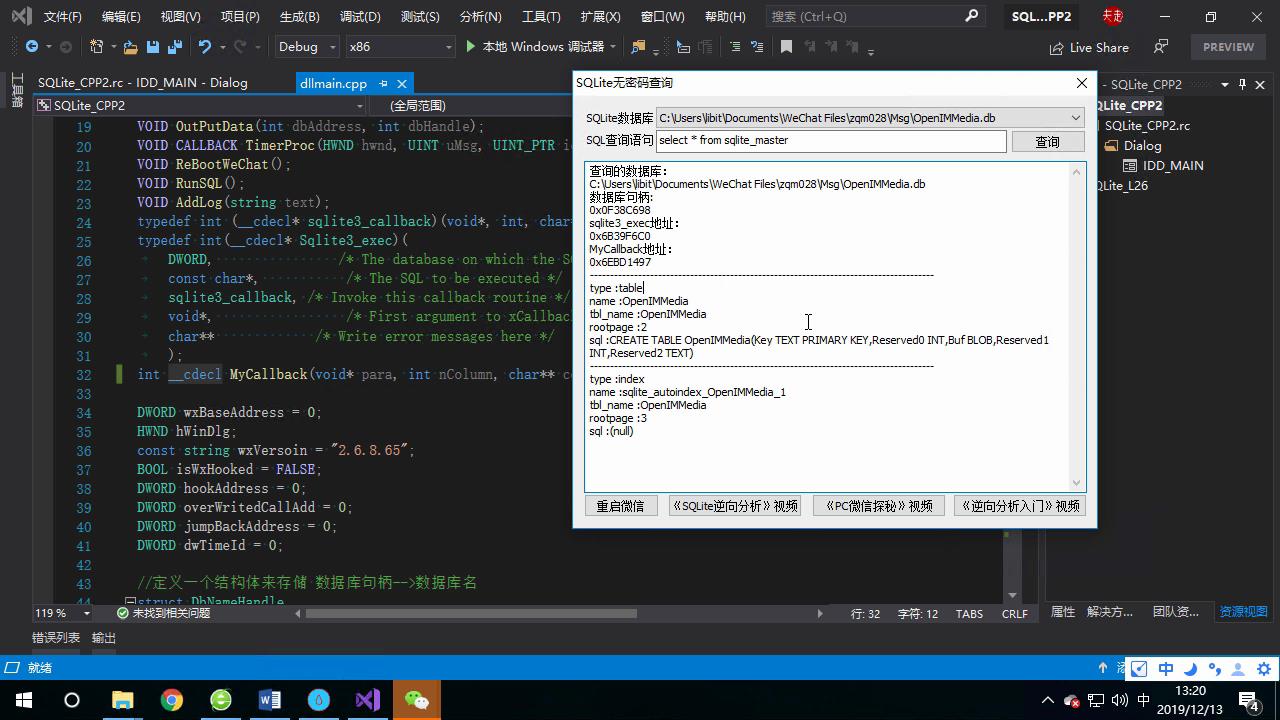 文件(F) 编辑(E) 视图(V) 项目(P) 生成(B) 调试(D) 测试(S) 分析(N) 工具(T) 扩展(X) 窗口(W) 帮助(H) 搜索 (Ctrl+Q) SQL...PP2
Debug x86 本地 Windows 调试器 Live Share PREVIEW
工具箱
SQLite_CPP2.rc - IDD_MAIN - Dialog dllmain.cpp
SQLite_CPP2 (全局范围)
19 VOID OutPutData(int dbAddress, int dbHandle);
20 VOID CALLBACK TimerProc(HWND hwnd, UINT uMsg, UINT_PTR
21 VOID ReBootWeChat();
22 VOID RunSQL();
23 VOID AddLog(string text);
24 typedef int (__cdecl* sqlite3_callback)(void*, int, char
25 typedef int(__cdecl* Sqlite3_exec)(
26 DWORD, /* The database on which the S
27 const char*, /* The SQL to be executed */
28 sqlite3_callback, /* Invoke this callback routine */
29 void*, /* First argument to xCallbac
30 char** /* Write error messages here */
31 );
32 int __cdecl MyCallback(void* para, int nColumn, char** c
33
34 DWORD wxBaseAddress = 0;
35 HWND hWinDlg;
36 const string wxVersoin = "2.6.8.65";
37 BOOL isWxHooked = FALSE;
38 DWORD hookAddress = 0;
39 DWORD overWritedCallAdd = 0;
40 DWORD jumpBackAddress = 0;
41 DWORD dwTimeId = 0;
42
43 //定义一个结构体来存储 数据库句柄-->数据库名
44 struct DbNameHandle
SQLite无密码查询
SQLite数据库 C:\Users\libit\Documents\WeChat Files\zqm028\Msg\OpenIMMedia.db
SQL查询语句 select * from sqlite_master 查询
查询的数据库:
C:\Users\libit\Documents\WeChat Files\zqm028\Msg\OpenIMMedia.db
数据库句柄:
0x0F38C698
sqlite3_exec地址:
0x6B39F6C0
MyCallback地址:
0x6EBD1497
type :table
name :OpenIMMedia
tbl_name :OpenIMMedia
rootpage :2
sql :CREATE TABLE OpenIMMedia(Key TEXT PRIMARY KEY,Reserved0 INT,Buf BLOB,Reserved1
INT,Reserved2 TEXT)
type :index
name :sqlite_autoindex_OpenIMMedia_1
tbl_name :OpenIMMedia
rootpage :3
sql :(null)
重启微信 《SQLite逆向分析》视频 《PC微信探秘》视频 《逆向分析入门》视频
- SQLite_CPP2
QLite_CPP2
QLite_CPP2.rc
Dialog
IDD_MAIN
QLite_L26
119 % 未找到相关问题 行: 32 字符: 12 TABS CRLF
属性 解决方... 团队资... 资源视图
错误列表 输出
就绪
中
中 13:20
2019/12/13
4